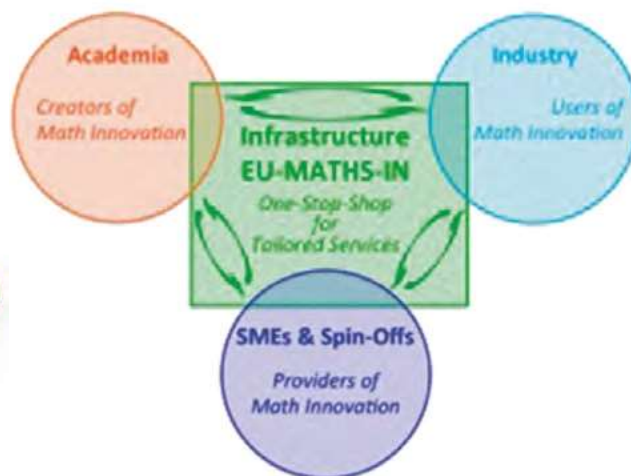 Academia
Creators of
Math Innovation
Industry
Users of
Math Innovation
Infrastructure
EU-MATHS-IN
One-Stop-Shop
for
Tailored Services
SMEs & Spin-Offs
Providers of
Math Innovation